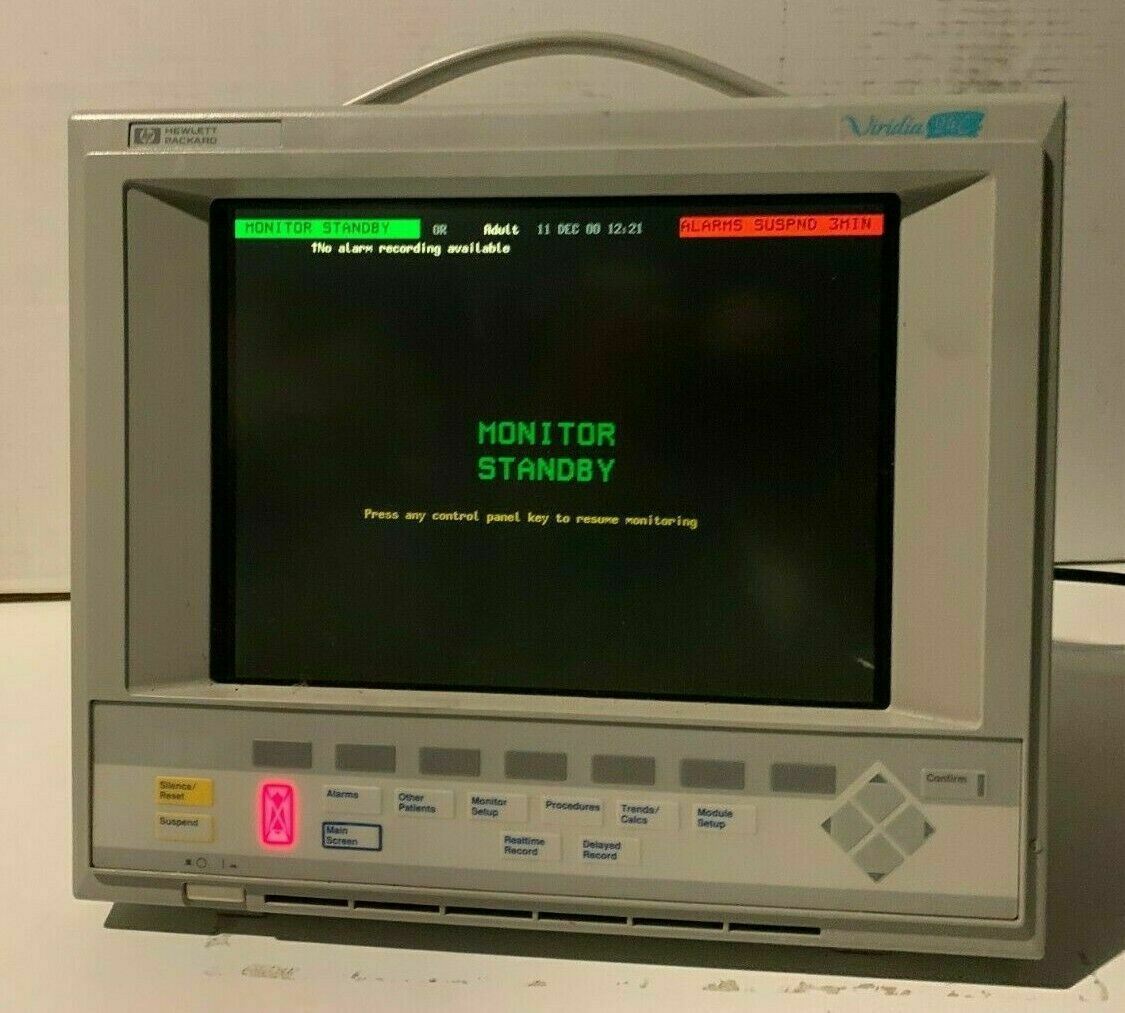 hp HEWLETT
PACKARD
Viridia
MONITOR STANDBY OR Adult 11 DEC 00 12:21 ALARMS SUSPND 3MIN
↑No alarm recording available
MONITOR
STANDBY
Press any control panel key to resume monitoring
Silence/
Reset
Suspend
Alarms
Main
Screen
Other
Patients
Monitor
Setup
Procedures
Realtime
Record
Trends/
Calcs
Delayed
Record
Module
Setup
Confirm